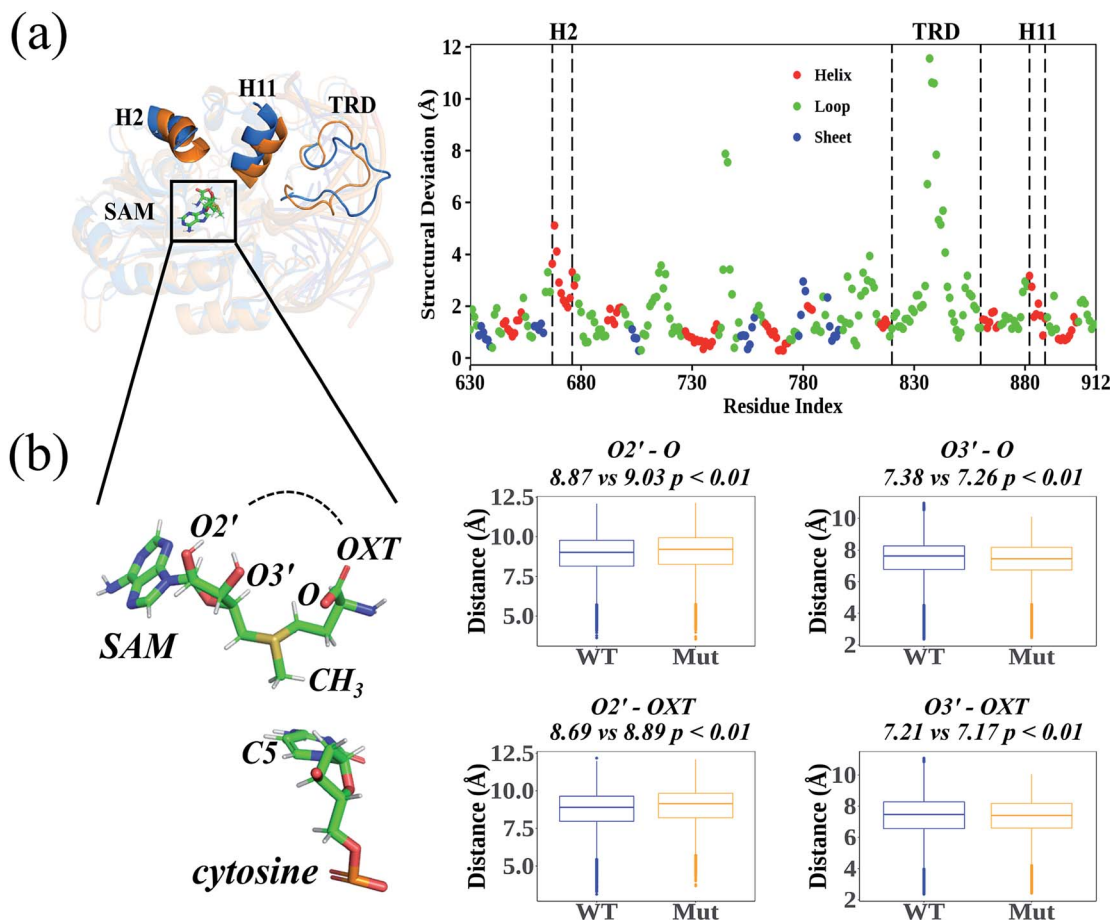 (a)
H2
H11
TRD
SAM
H2
TRD
H11
Structural Deviation (Å)
12
10
8
6
4
2
0
Helix
Loop
Sheet
630
680
730
780
830
880
912
Residue Index
(b)
O2'
OXT
O3'
O
SAM
CH3
C5
cytosine
O2' - O
8.87 vs 9.03 p < 0.01
Distance (Å)
12.5
10.0
7.5
5.0
WT
Mut
O3' - O
7.38 vs 7.26 p < 0.01
Distance (Å)
10
8
6
4
2
WT
Mut
O2' - OXT
8.69 vs 8.89 p < 0.01
Distance (Å)
12.5
10.0
7.5
5.0
WT
Mut
O3' - OXT
7.21 vs 7.17 p < 0.01
Distance (Å)
10
8
6
4
2
WT
Mut